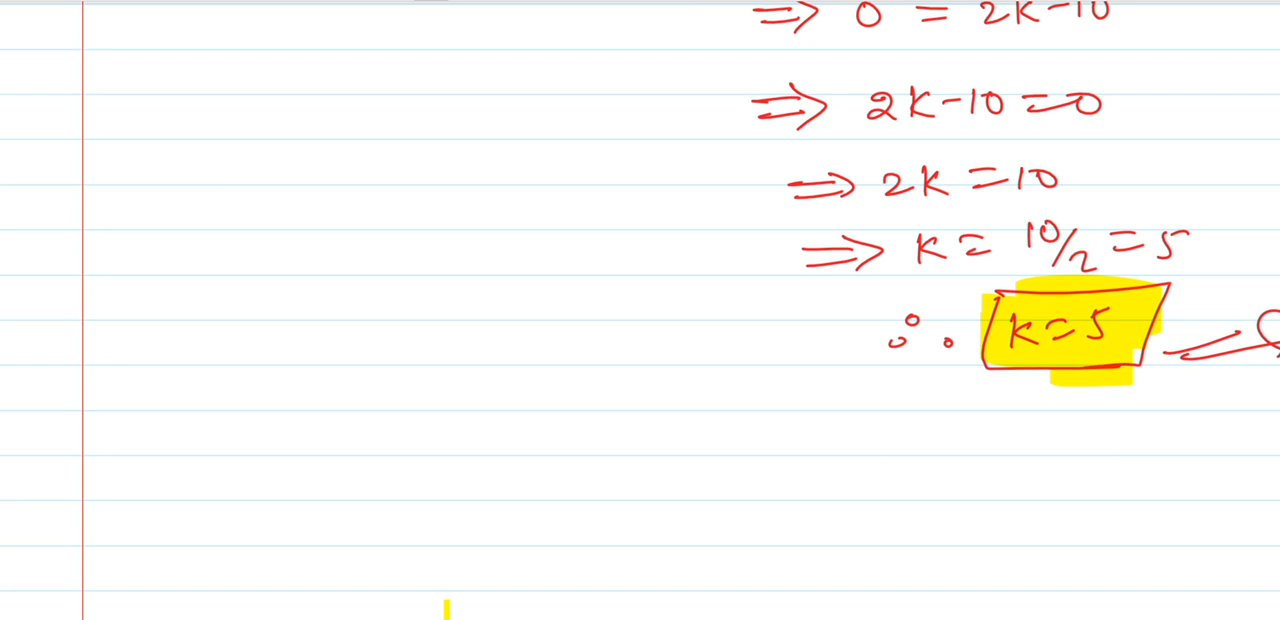 ⇒ 0 = 2K-10
⇒ 2K-10=0
⇒ 2K=10
⇒ K= 10/2=5
∴ K=5